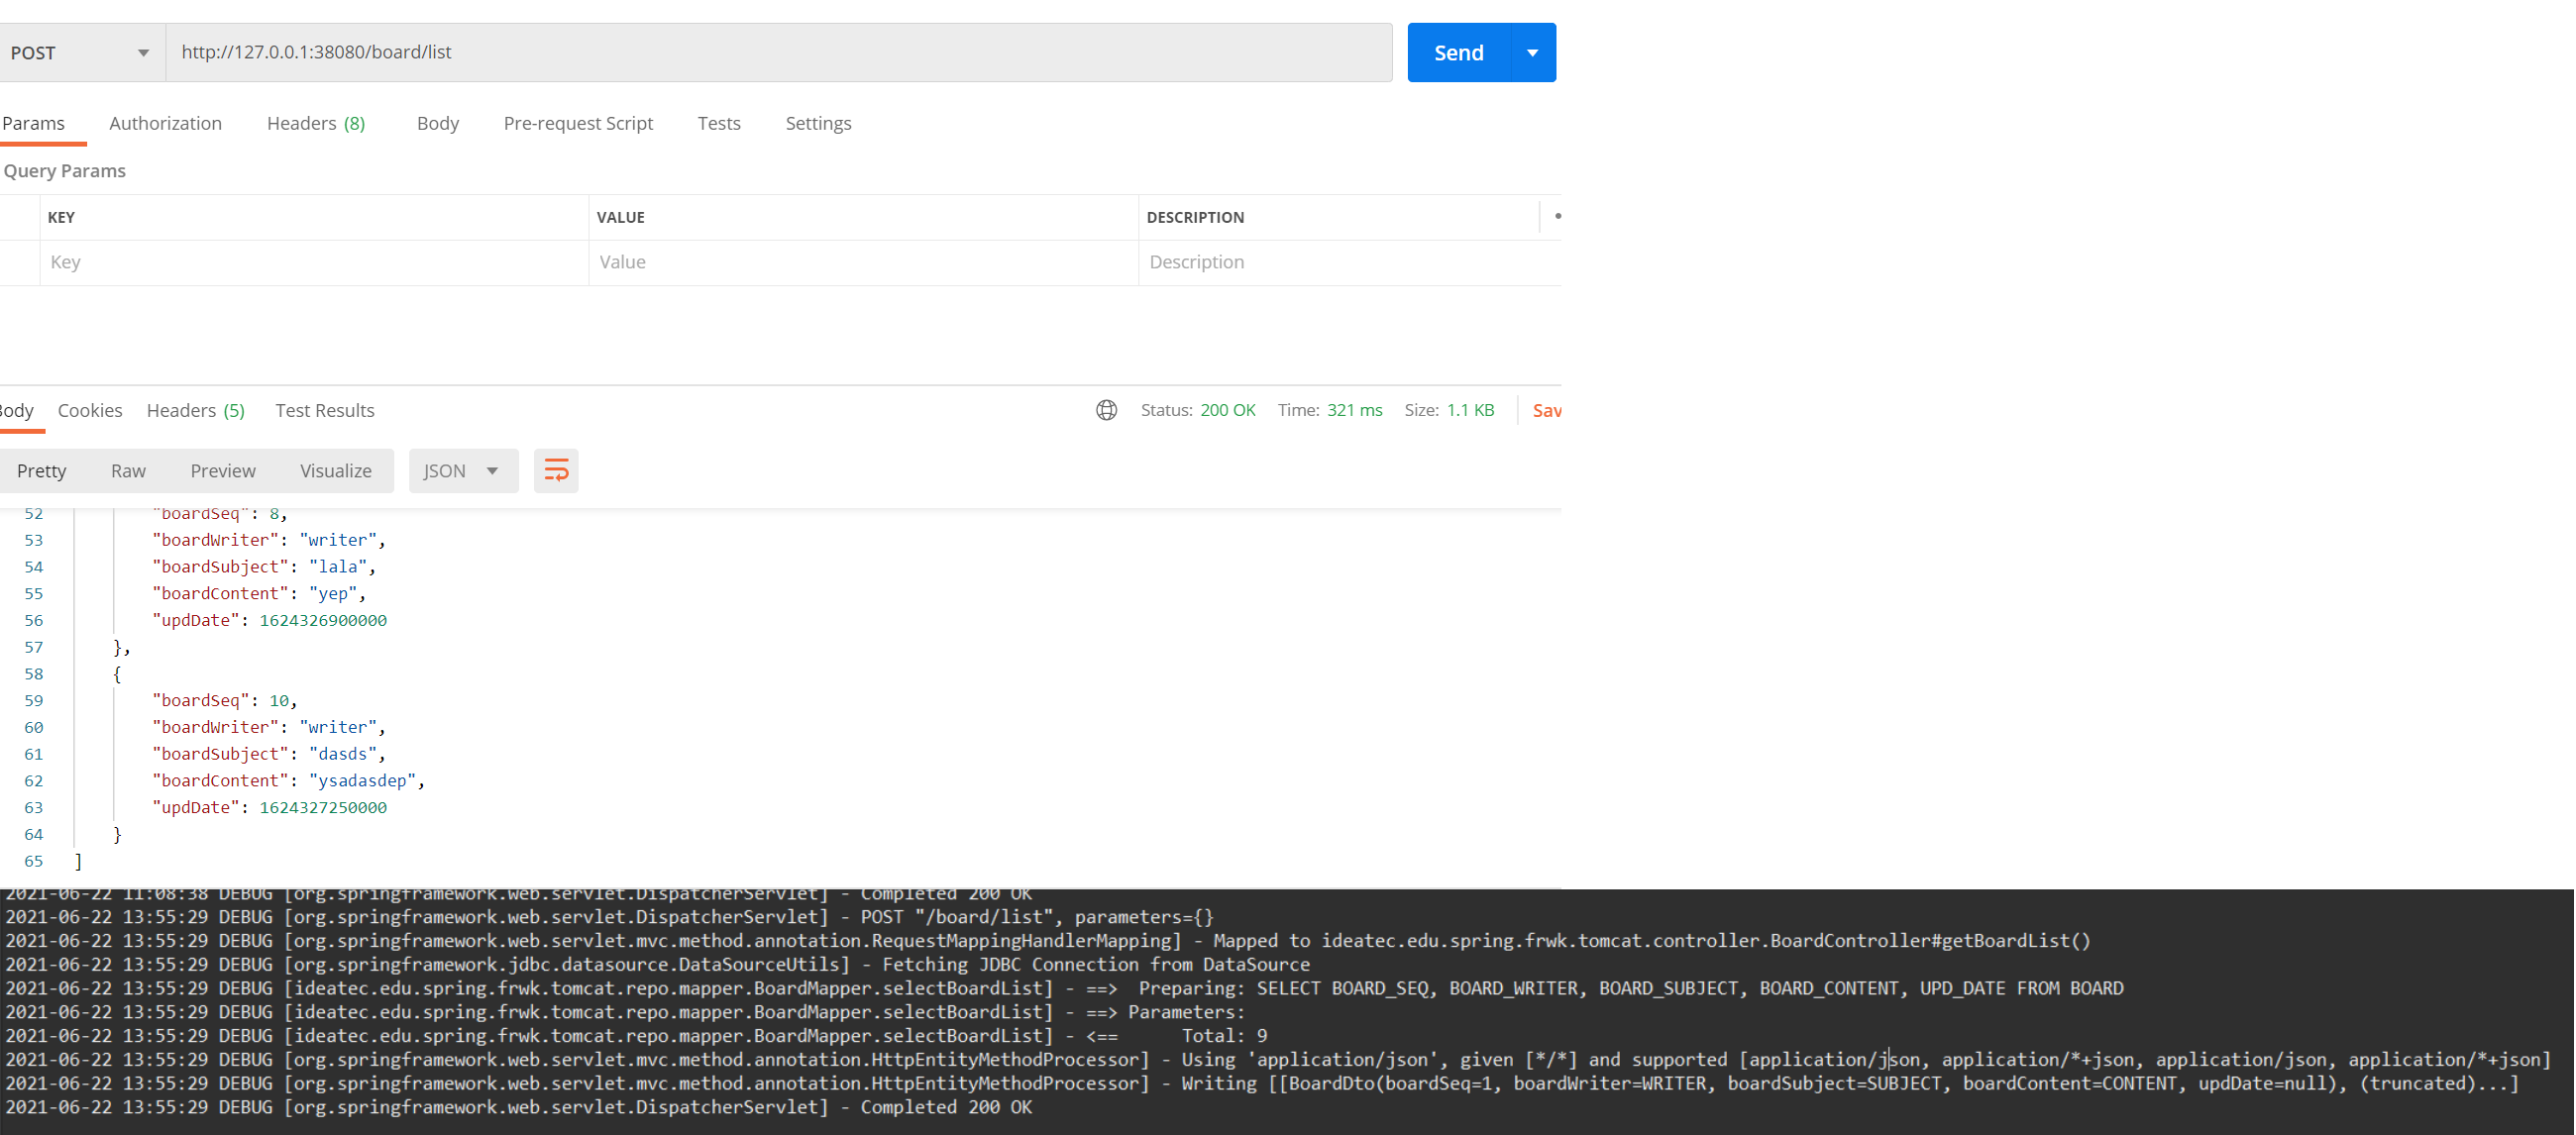 POST http://127.0.0.1:38080/board/list Send
Params Authorization Headers (8) Body Pre-request Script Tests Settings
Query Params
KEY VALUE DESCRIPTION
Key Value Description
Body Cookies Headers (5) Test Results Status: 200 OK Time: 321 ms Size: 1.1 KB Sav
Pretty Raw Preview Visualize JSON
52 "boardSeq": 8,
53 "boardWriter": "writer",
54 "boardSubject": "lala",
55 "boardContent": "yep",
56 "updDate": 1624326900000
57 },
58 {
59 "boardSeq": 10,
60 "boardWriter": "writer",
61 "boardSubject": "dasds",
62 "boardContent": "ysadasdep",
63 "updDate": 1624327250000
64 }
65 ]
2021-06-22 11:08:38 DEBUG [org.springframework.web.servlet.DispatcherServlet] - Completed 200 OK
2021-06-22 13:55:29 DEBUG [org.springframework.web.servlet.DispatcherServlet] - POST "/board/list", parameters={}
2021-06-22 13:55:29 DEBUG [org.springframework.web.servlet.mvc.method.annotation.RequestMappingHandlerMapping] - Mapped to ideatec.edu.spring.frwk.tomcat.controller.BoardController#getBoardList()
2021-06-22 13:55:29 DEBUG [org.springframework.jdbc.datasource.DataSourceUtils] - Fetching JDBC Connection from DataSource
2021-06-22 13:55:29 DEBUG [ideatec.edu.spring.frwk.tomcat.repo.mapper.BoardMapper.selectBoardList] - ==>  Preparing: SELECT BOARD_SEQ, BOARD_WRITER, BOARD_SUBJECT, BOARD_CONTENT, UPD_DATE FROM BOARD
2021-06-22 13:55:29 DEBUG [ideatec.edu.spring.frwk.tomcat.repo.mapper.BoardMapper.selectBoardList] - ==> Parameters:
2021-06-22 13:55:29 DEBUG [ideatec.edu.spring.frwk.tomcat.repo.mapper.BoardMapper.selectBoardList] - <==      Total: 9
2021-06-22 13:55:29 DEBUG [org.springframework.web.servlet.mvc.method.annotation.HttpEntityMethodProcessor] - Using 'application/json', given [*/*] and supported [application/json, application/*+json, application/json, application/*+json]
2021-06-22 13:55:29 DEBUG [org.springframework.web.servlet.mvc.method.annotation.HttpEntityMethodProcessor] - Writing [[BoardDto(boardSeq=1, boardWriter=WRITER, boardSubject=SUBJECT, boardContent=CONTENT, updDate=null), (truncated)...]
2021-06-22 13:55:29 DEBUG [org.springframework.web.servlet.DispatcherServlet] - Completed 200 OK